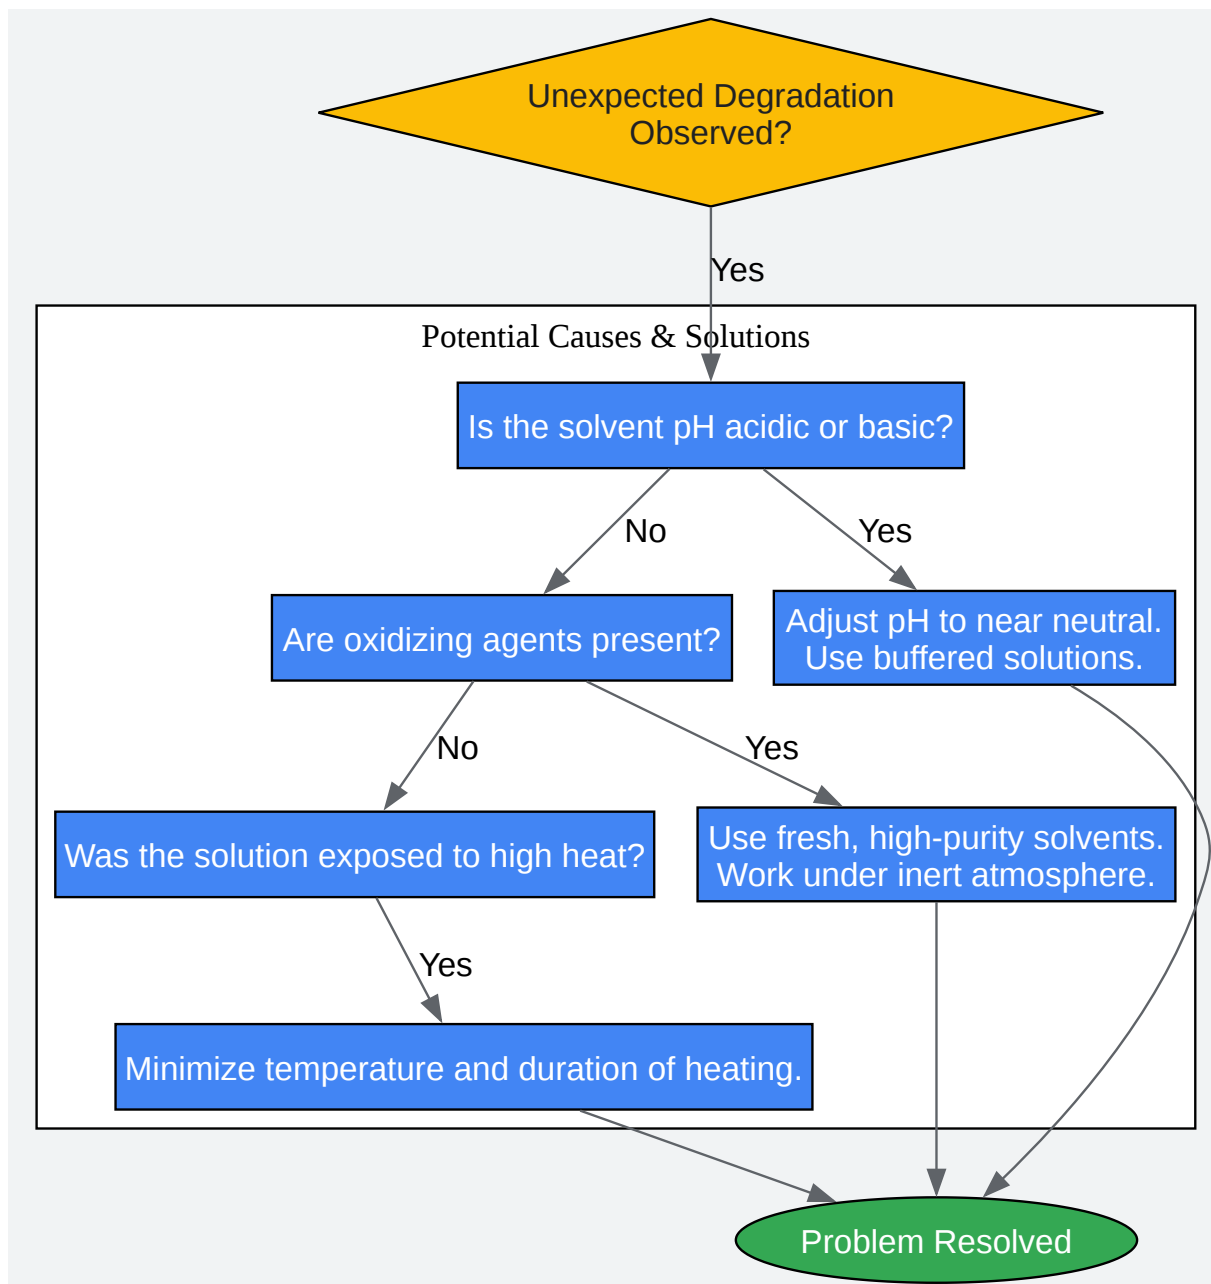 Unexpected Degradation
Observed?
Yes
Potential Causes & Solutions
Is the solvent pH acidic or basic?
No
Yes
Are oxidizing agents present?
Adjust pH to near neutral.
Use buffered solutions.
No
Yes
Was the solution exposed to high heat?
Use fresh, high-purity solvents.
Work under inert atmosphere.
Yes
Minimize temperature and duration of heating.
Problem Resolved